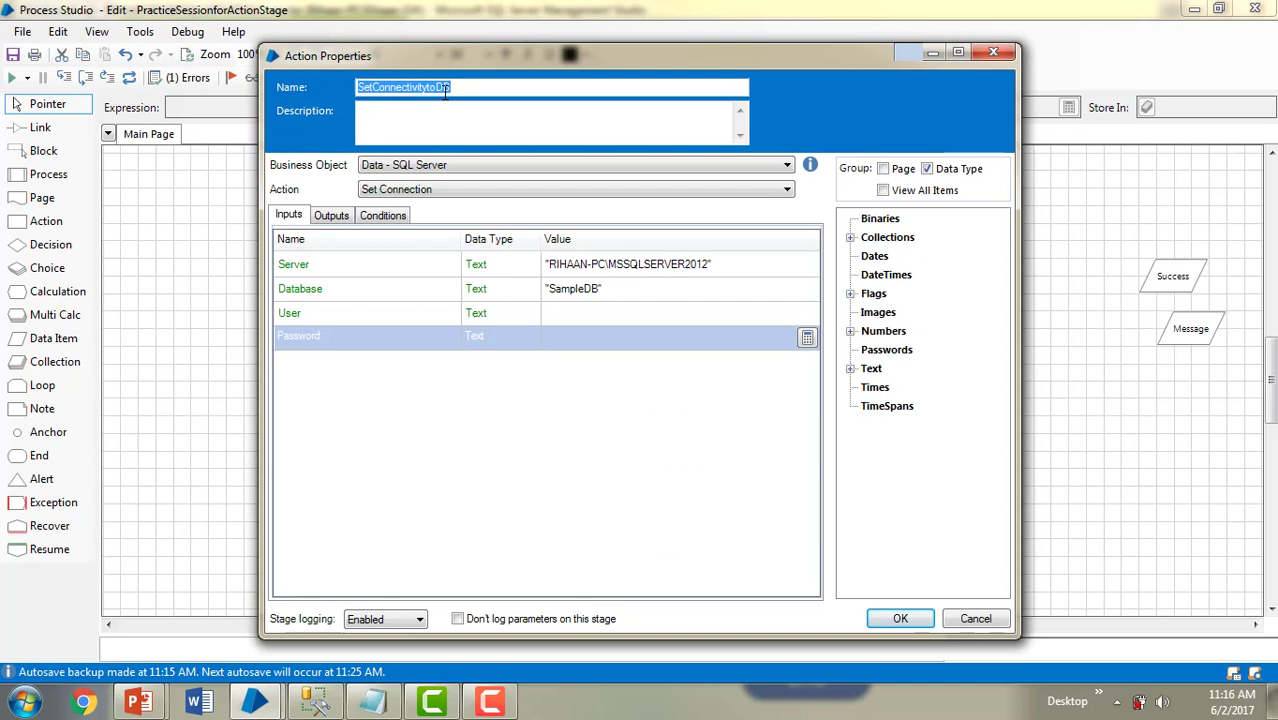 Process Studio - Edit - PracticeSessionforActionStage
File Edit View Tools Debug Help
Zoom 100%
(1) Errors
Expression:
Store In:
Main Page
Pointer
Link
Block
Process
Page
Action
Decision
Choice
Calculation
Multi Calc
Data Item
Collection
Loop
Note
Anchor
End
Alert
Exception
Recover
Resume
Action Properties
Name: SetConnectivitytoDB
Description:
Business Object Data - SQL Server
Action Set Connection
Inputs Outputs Conditions
Name Data Type Value
Server Text "RIHAAN-PC\MSSQLSERVER2012"
Database Text "SampleDB"
User Text
Password Text
Group: Page Data Type
View All Items
Binaries
Collections
Dates
DateTimes
Flags
Images
Numbers
Passwords
Text
Times
TimeSpans
Stage logging: Enabled Don't log parameters on this stage
OK Cancel
Success
Message
Autosave backup made at 11:15 AM. Next autosave will occur at 11:25 AM.
Desktop
11:16 AM
6/2/2017